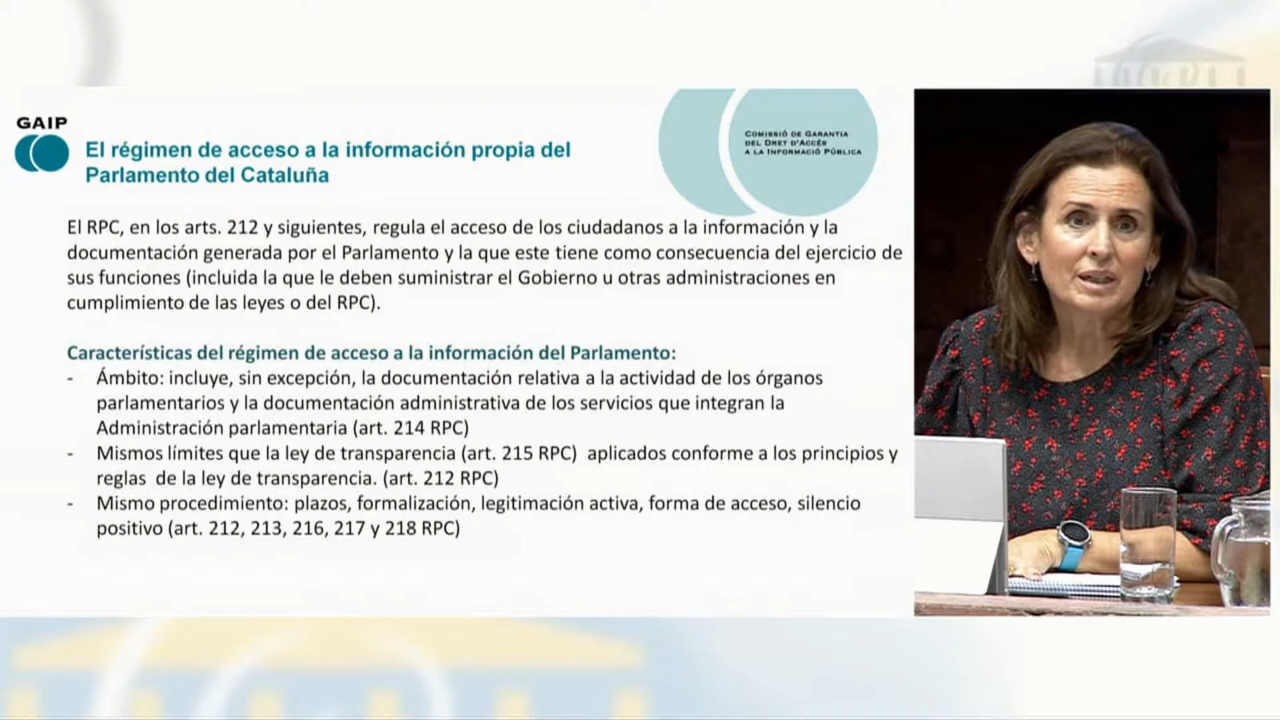 GAIP
El régimen de acceso a la información propia del
Parlamento del Cataluña
COMISSIÓ DE GARANTIA
DEL DRET D'ACCÉS
A LA INFORMACIÓ PÚBLICA
El RPC, en los arts. 212 y siguientes, regula el acceso de los ciudadanos a la información y la
documentación generada por el Parlamento y la que este tiene como consecuencia del ejercicio de
sus funciones (incluida la que le deben suministrar el Gobierno u otras administraciones en
cumplimiento de las leyes o del RPC).
Características del régimen de acceso a la información del Parlamento:
- Ámbito: incluye, sin excepción, la documentación relativa a la actividad de los órganos
parlamentarios y la documentación administrativa de los servicios que integran la
Administración parlamentaria (art. 214 RPC)
- Mismos límites que la ley de transparencia (art. 215 RPC) aplicados conforme a los principios y
reglas de la ley de transparencia. (art. 212 RPC)
- Mismo procedimiento: plazos, formalización, legitimación activa, forma de acceso, silencio
positivo (art. 212, 213, 216, 217 y 218 RPC)